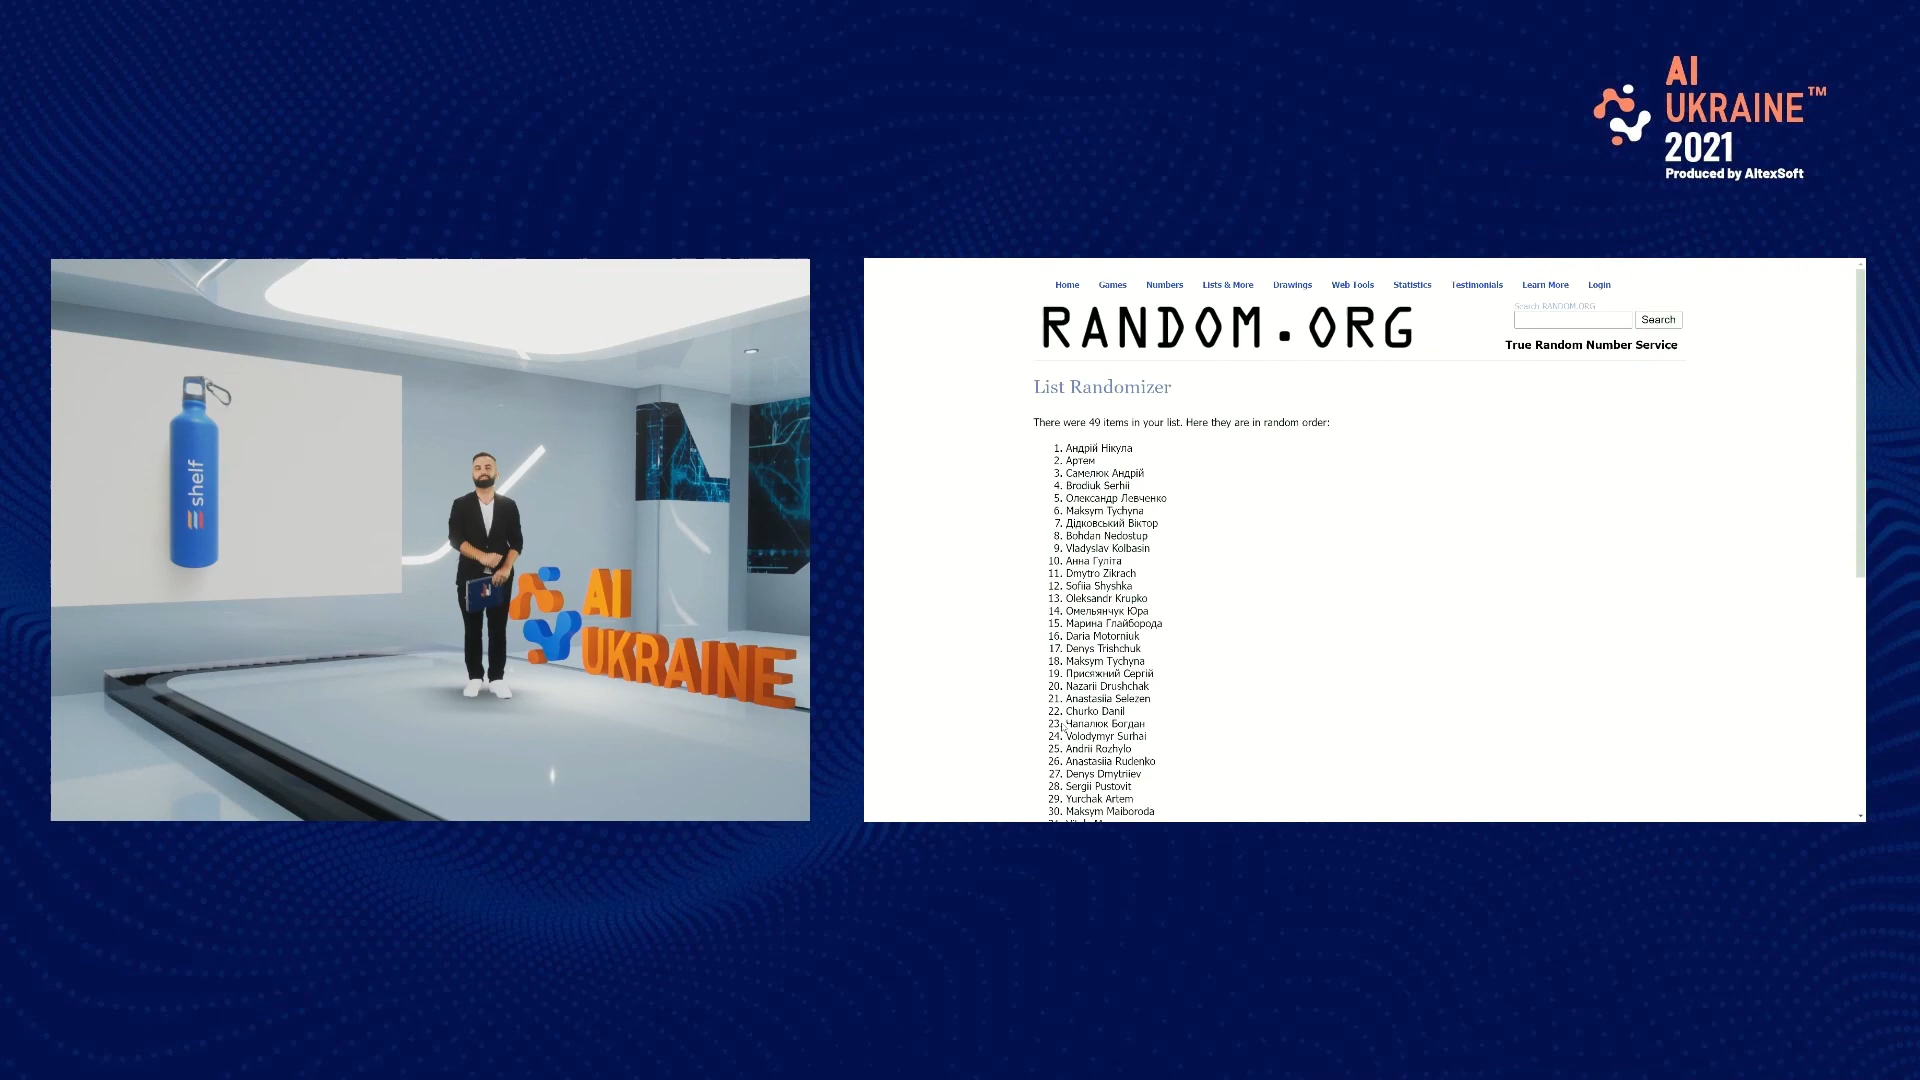 AI
UKRAINE™
2021
Produced by AltexSoft
shelf
AI
UKRAINE
Home Games Numbers Lists & More Drawings Web Tools Statistics Testimonials Learn More Login
Search RANDOM.ORG
RANDOM.ORG
Search
True Random Number Service
List Randomizer
There were 49 items in your list. Here they are in random order:
1. Андрій Нікула
2. Артем
3. Самелюк Андрій
4. Brodiuk Serhii
5. Олександр Левченко
6. Maksym Tychyna
7. Дідковський Віктор
8. Bohdan Nedostup
9. Vladyslav Kolbasin
10. Анна Гуліта
11. Dmytro Zikrach
12. Sofiia Shyshka
13. Oleksandr Krupko
14. Омельянчук Юра
15. Марина Глайборода
16. Daria Motorniuk
17. Denys Trishchuk
18. Maksym Tychyna
19. Присяжний Сергій
20. Nazarii Drushchak
21. Anastasiia Selezen
22. Churko Danil
23. Чапалюк Богдан
24. Volodymyr Surhai
25. Andrii Rozhylo
26. Anastasiia Rudenko
27. Denys Dmytriiev
28. Sergii Pustovit
29. Yurchak Artem
30. Maksym Maiboroda